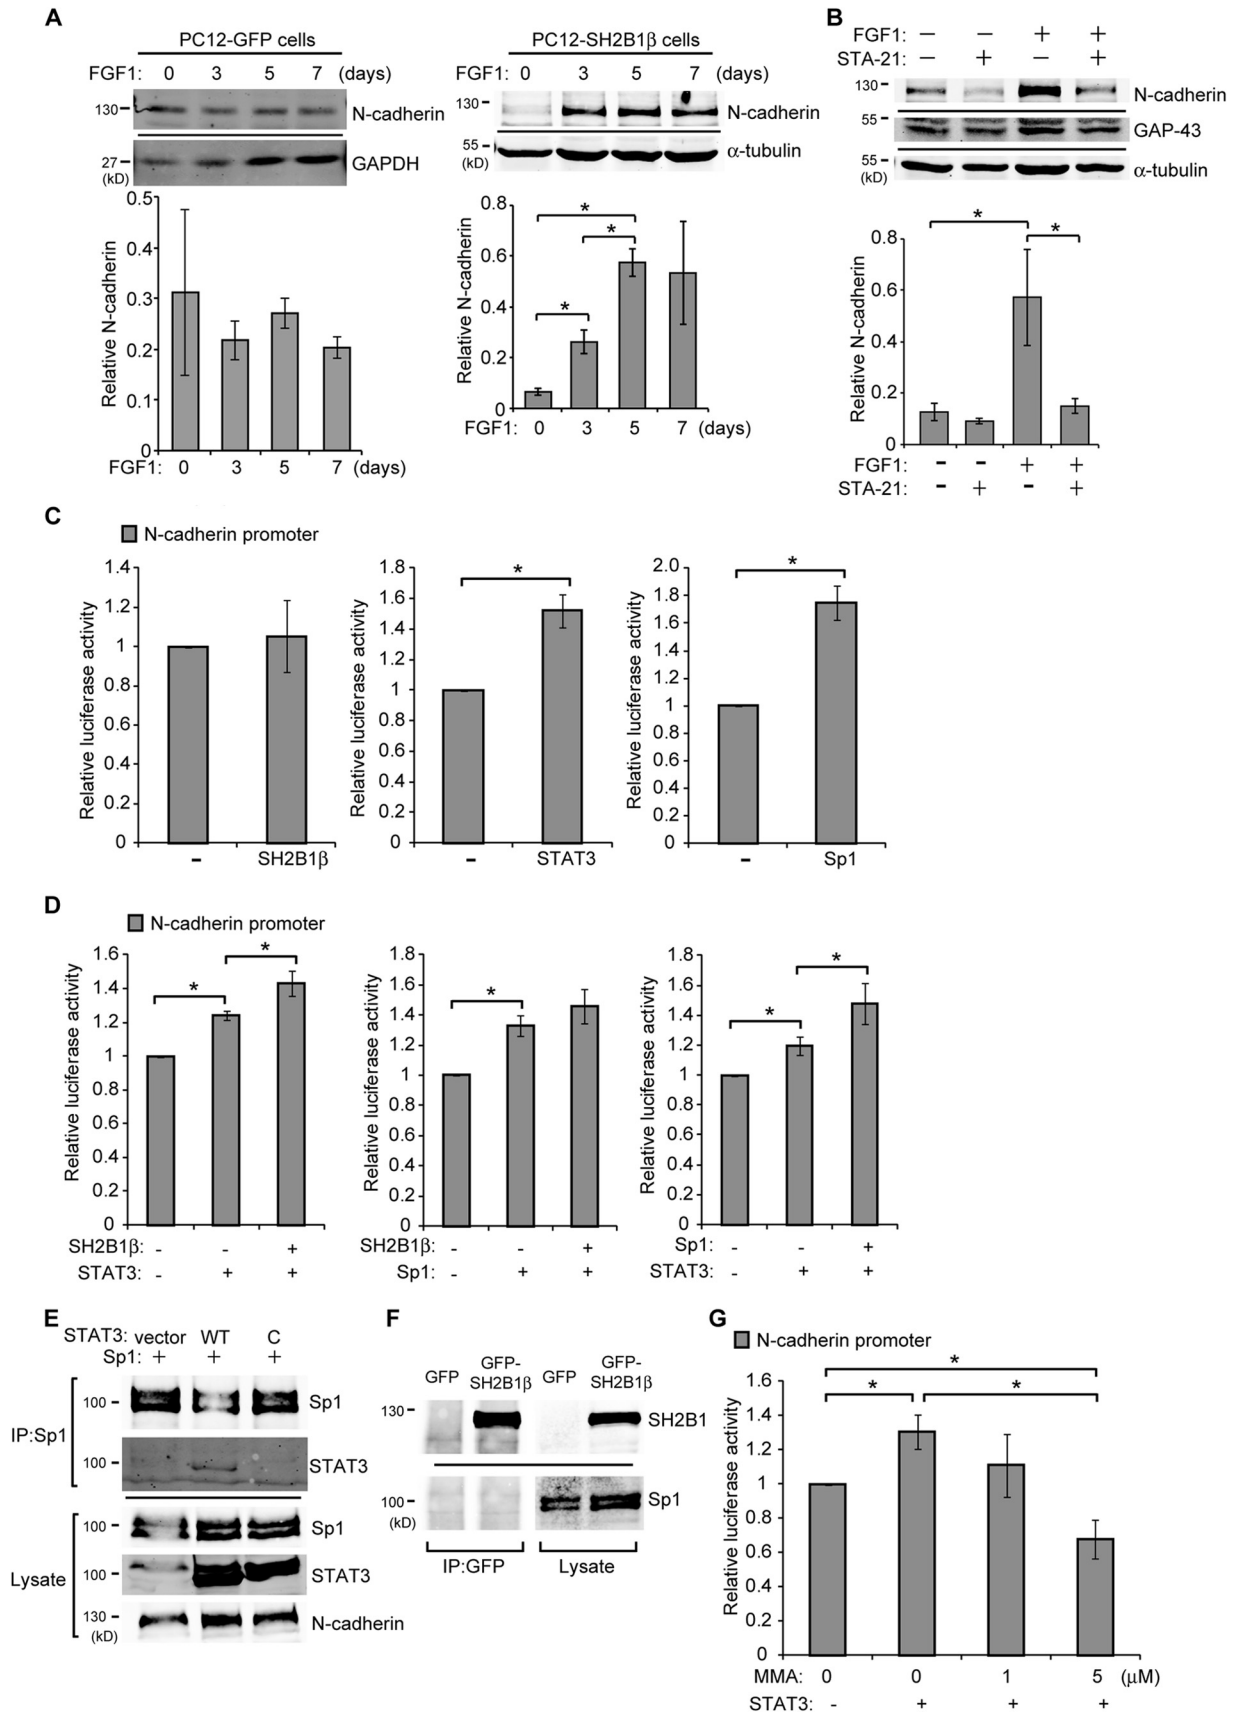 A
PC12-GFP cells
FGF1: 0 3 5 7 (days)
130
N-cadherin
27
(kD)
GAPDH
0.5
0.4
0.3
0.2
0.1
0
Relative N-cadherin
FGF1: 0 3 5 7 (days)
PC12-SH2B1β cells
FGF1: 0 3 5 7 (days)
130
N-cadherin
55
(kD)
α-tubulin
0.8
0.6
0.4
0.2
0
Relative N-cadherin
* * *
FGF1: 0 3 5 7 (days)
B
FGF1: − − + +
STA-21: − + − +
130
N-cadherin
55
GAP-43
55
(kD)
α-tubulin
0.8
0.6
0.4
0.2
0
Relative N-cadherin
* *
FGF1: - - + +
STA-21: - + - +
C
N-cadherin promoter
1.4
1.2
1
0.8
0.6
0.4
0.2
0
Relative luciferase activity
- SH2B1β
1.8
1.6
1.4
1.2
1
0.8
0.6
0.4
0.2
0
Relative luciferase activity
*
- STAT3
2.0
1.8
1.6
1.4
1.2
1
0.8
0.6
0.4
0.2
0
Relative luciferase activity
*
- Sp1
D
N-cadherin promoter
1.6
1.4
1.2
1
0.8
0.6
0.4
0.2
0
Relative luciferase activity
* *
SH2B1β: - - +
STAT3: - + +
1.8
1.6
1.4
1.2
1
0.8
0.6
0.4
0.2
0
Relative luciferase activity
*
SH2B1β: - - +
Sp1: - + +
1.8
1.6
1.4
1.2
1
0.8
0.6
0.4
0.2
0
Relative luciferase activity
* *
Sp1: - - +
STAT3: - + +
E
STAT3: vector WT C
Sp1: + + +
IP:Sp1
100
Sp1
100
STAT3
Lysate
100
Sp1
100
STAT3
130
(kD)
N-cadherin
F
GFP GFP-SH2B1β GFP GFP-SH2B1β
130
SH2B1
100
(kD)
Sp1
IP:GFP Lysate
G
N-cadherin promoter
1.6
1.4
1.2
1
0.8
0.6
0.4
0.2
0
Relative luciferase activity
* * *
MMA: 0 0 1 5 (μM)
STAT3: - + + +